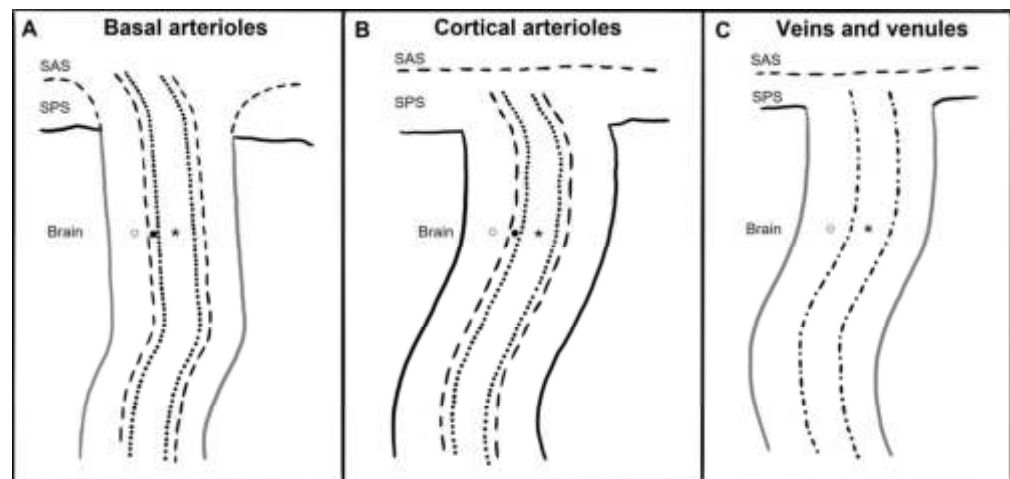 A Basal arterioles
SAS
SPS
Brain
B Cortical arterioles
SAS
SPS
Brain
C Veins and venules
SAS
SPS
Brain